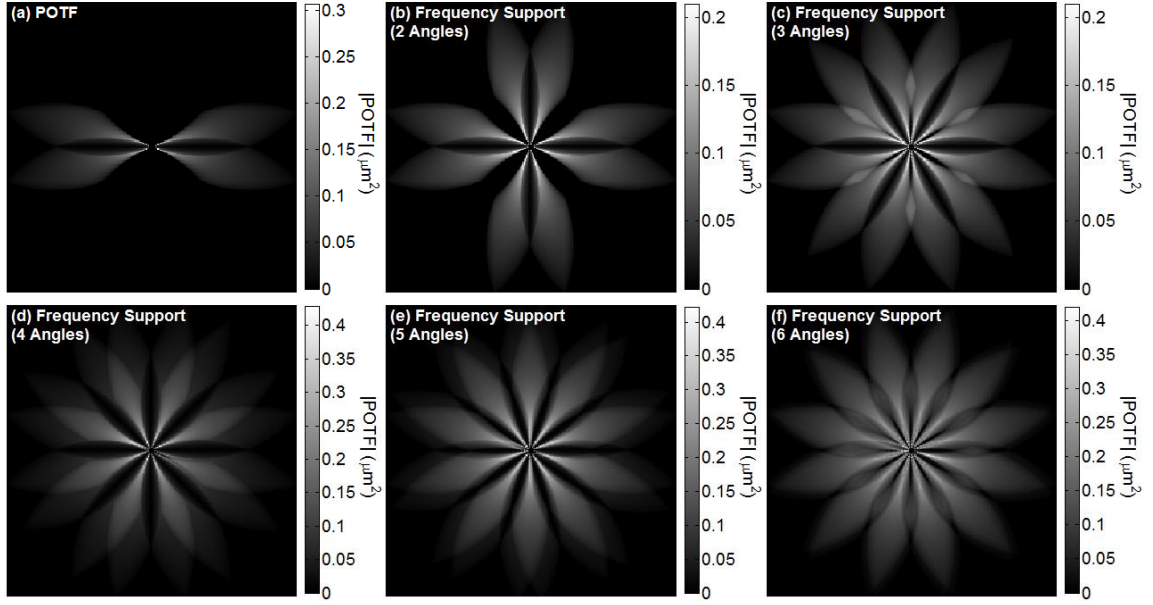 (a) POTF
0.3
0.25
0.2
0.15
0.1
0.05
0
|POTF| (μm²)
(b) Frequency Support
(2 Angles)
0.2
0.15
0.1
0.05
0
|POTF| (μm²)
(c) Frequency Support
(3 Angles)
0.2
0.15
0.1
0.05
0
|POTF| (μm²)
(d) Frequency Support
(4 Angles)
0.4
0.35
0.3
0.25
0.2
0.15
0.1
0.05
0
|POTF| (μm²)
(e) Frequency Support
(5 Angles)
0.4
0.35
0.3
0.25
0.2
0.15
0.1
0.05
0
|POTF| (μm²)
(f) Frequency Support
(6 Angles)
0.4
0.35
0.3
0.25
0.2
0.15
0.1
0.05
0
|POTF| (μm²)